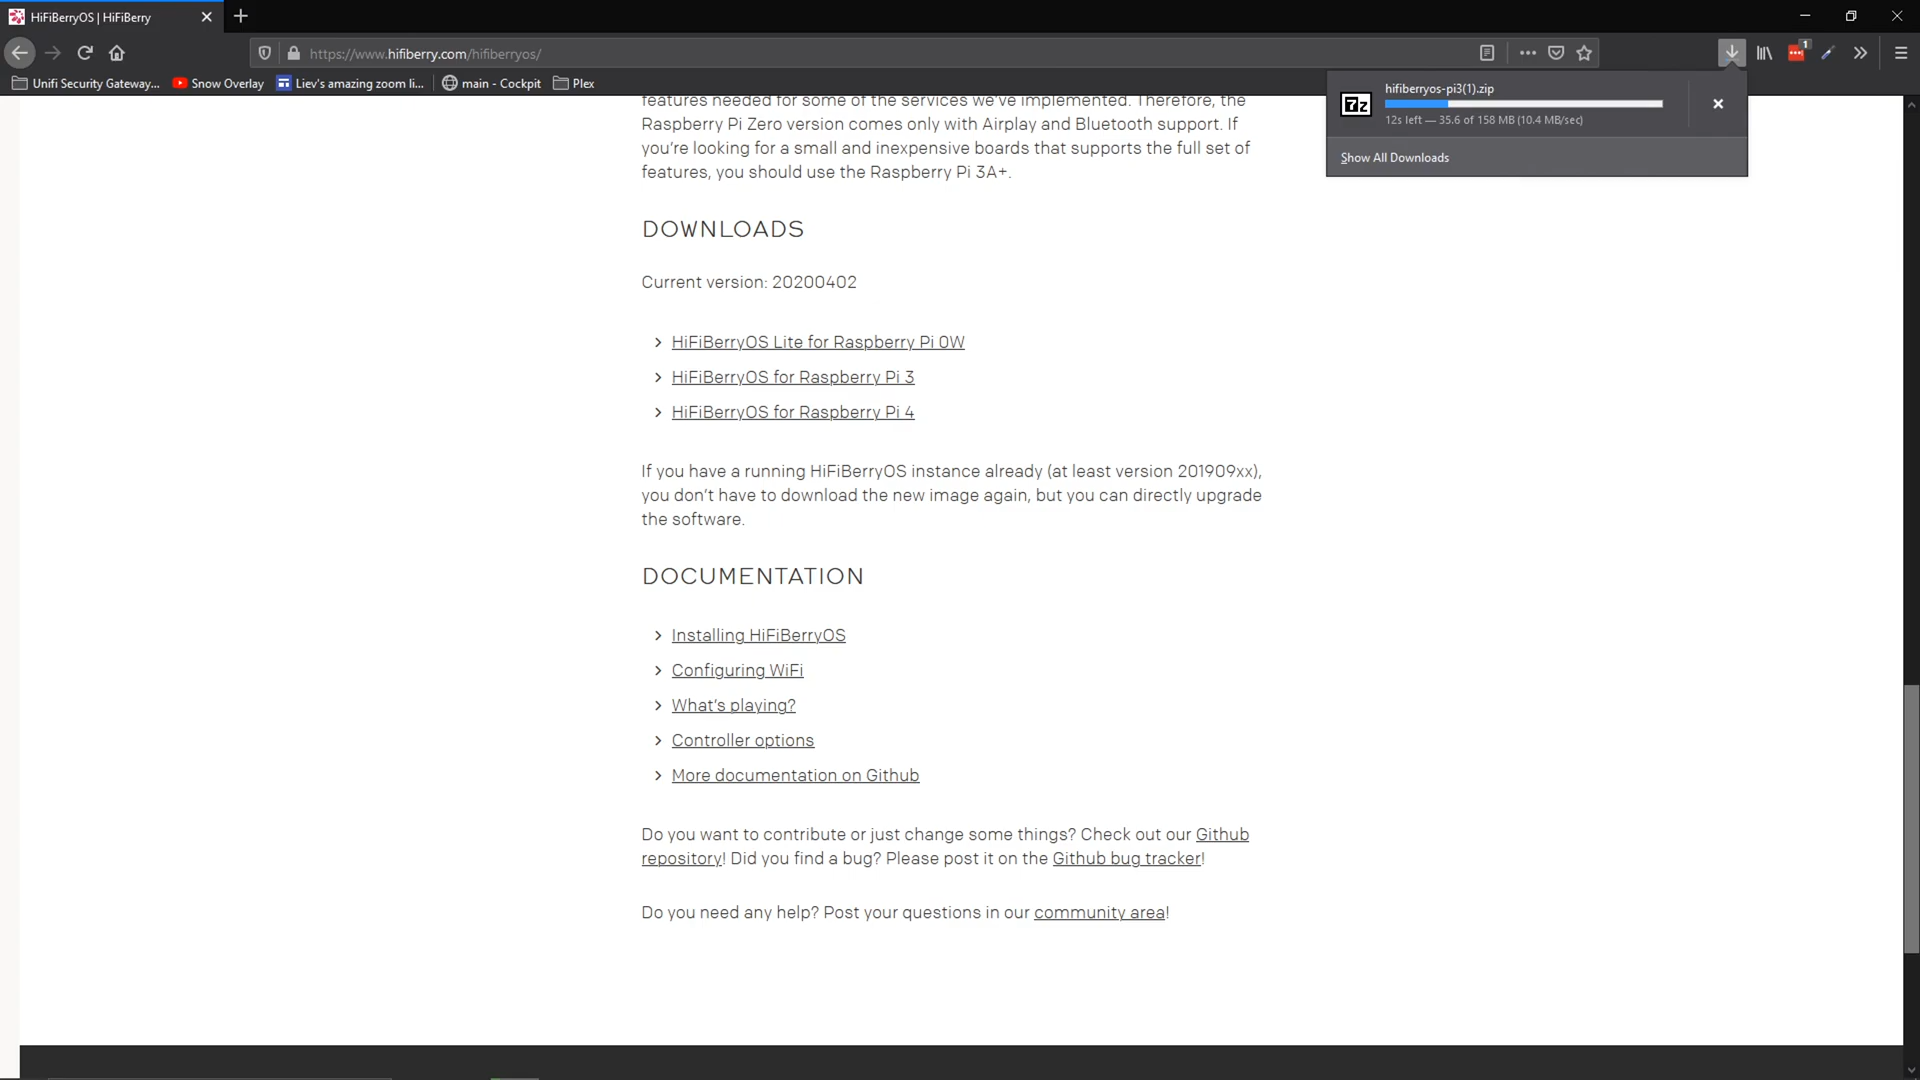 HiFiBerryOS | HiFiBerry
https://www.hifiberry.com/hifiberryos/
1
Unifi Security Gateway...
Snow Overlay
Liev's amazing zoom li...
main - Cockpit
Plex
7z
hifiberryos-pi3(1).zip
12s left — 35.6 of 158 MB (10.4 MB/sec)
Show All Downloads
features needed for some of the services we've implemented. Therefore, the
Raspberry Pi Zero version comes only with Airplay and Bluetooth support. If
you're looking for a small and inexpensive boards that supports the full set of
features, you should use the Raspberry Pi 3A+.
DOWNLOADS
Current version: 20200402
HiFiBerryOS Lite for Raspberry Pi 0W
HiFiBerryOS for Raspberry Pi 3
HiFiBerryOS for Raspberry Pi 4
If you have a running HiFiBerryOS instance already (at least version 201909xx),
you don't have to download the new image again, but you can directly upgrade
the software.
DOCUMENTATION
Installing HiFiBerryOS
Configuring WiFi
What's playing?
Controller options
More documentation on Github
Do you want to contribute or just change some things? Check out our Github
repository! Did you find a bug? Please post it on the Github bug tracker!
Do you need any help? Post your questions in our community area!